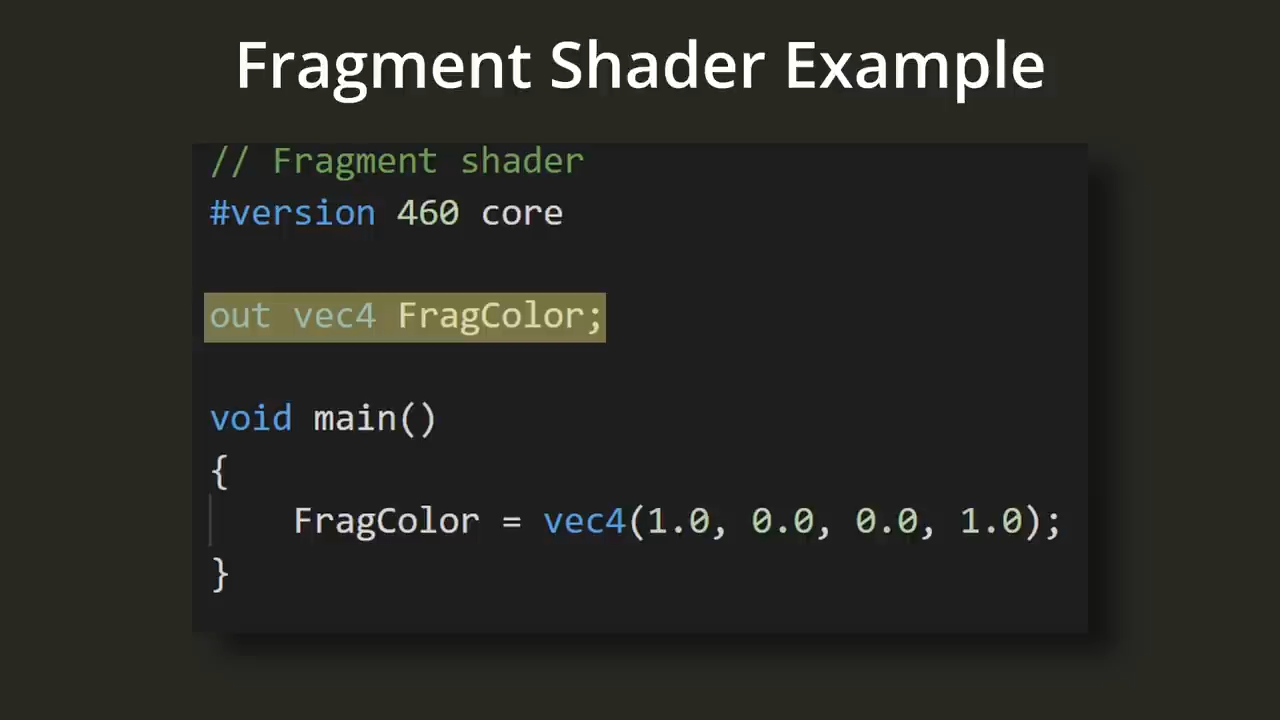 Fragment Shader Example
// Fragment shader
#version 460 core
out vec4 FragColor;
void main()
{
FragColor = vec4(1.0, 0.0, 0.0, 1.0);
}